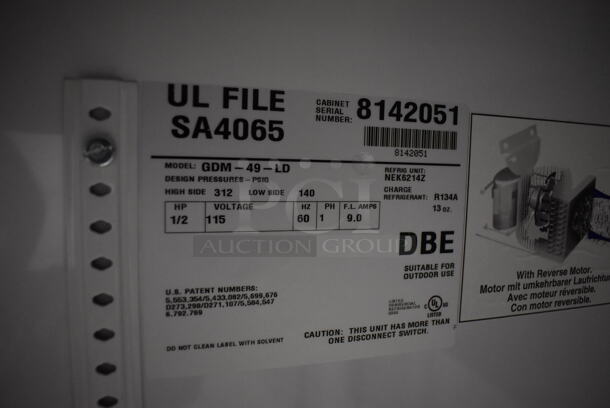 UL FILE
SA4065
CABINET
SERIAL
NUMBER:
8142051
8142051
MODEL: GDM-49-LD
DESIGN PRESSURES - PSIG
HIGH SIDE 312 LOW SIDE 140
REFRIG UNIT:
NEK6214Z
CHARGE
REFRIGERANT: R134A
13 OZ.
HP VOLTAGE HZ PH F.L. AMPS
1/2 115 60 1 9.0
PCI
AUCTION GROUP
DBE
SUITABLE FOR
OUTDOOR USE
U.S. PATENT NUMBERS:
5,553,354/5,433,082/5,699,676
D273,298/D271,107/5,584,547
6,792,769
UL
LISTED
CAUTION: THIS UNIT HAS MORE THAN
ONE DISCONNECT SWITCH.
DO NOT CLEAN LABEL WITH SOLVENT
With Reverse Motor.
Motor mit umkehrbarer Laufrichtu
Avec moteur réversible.
Con motor reversible.